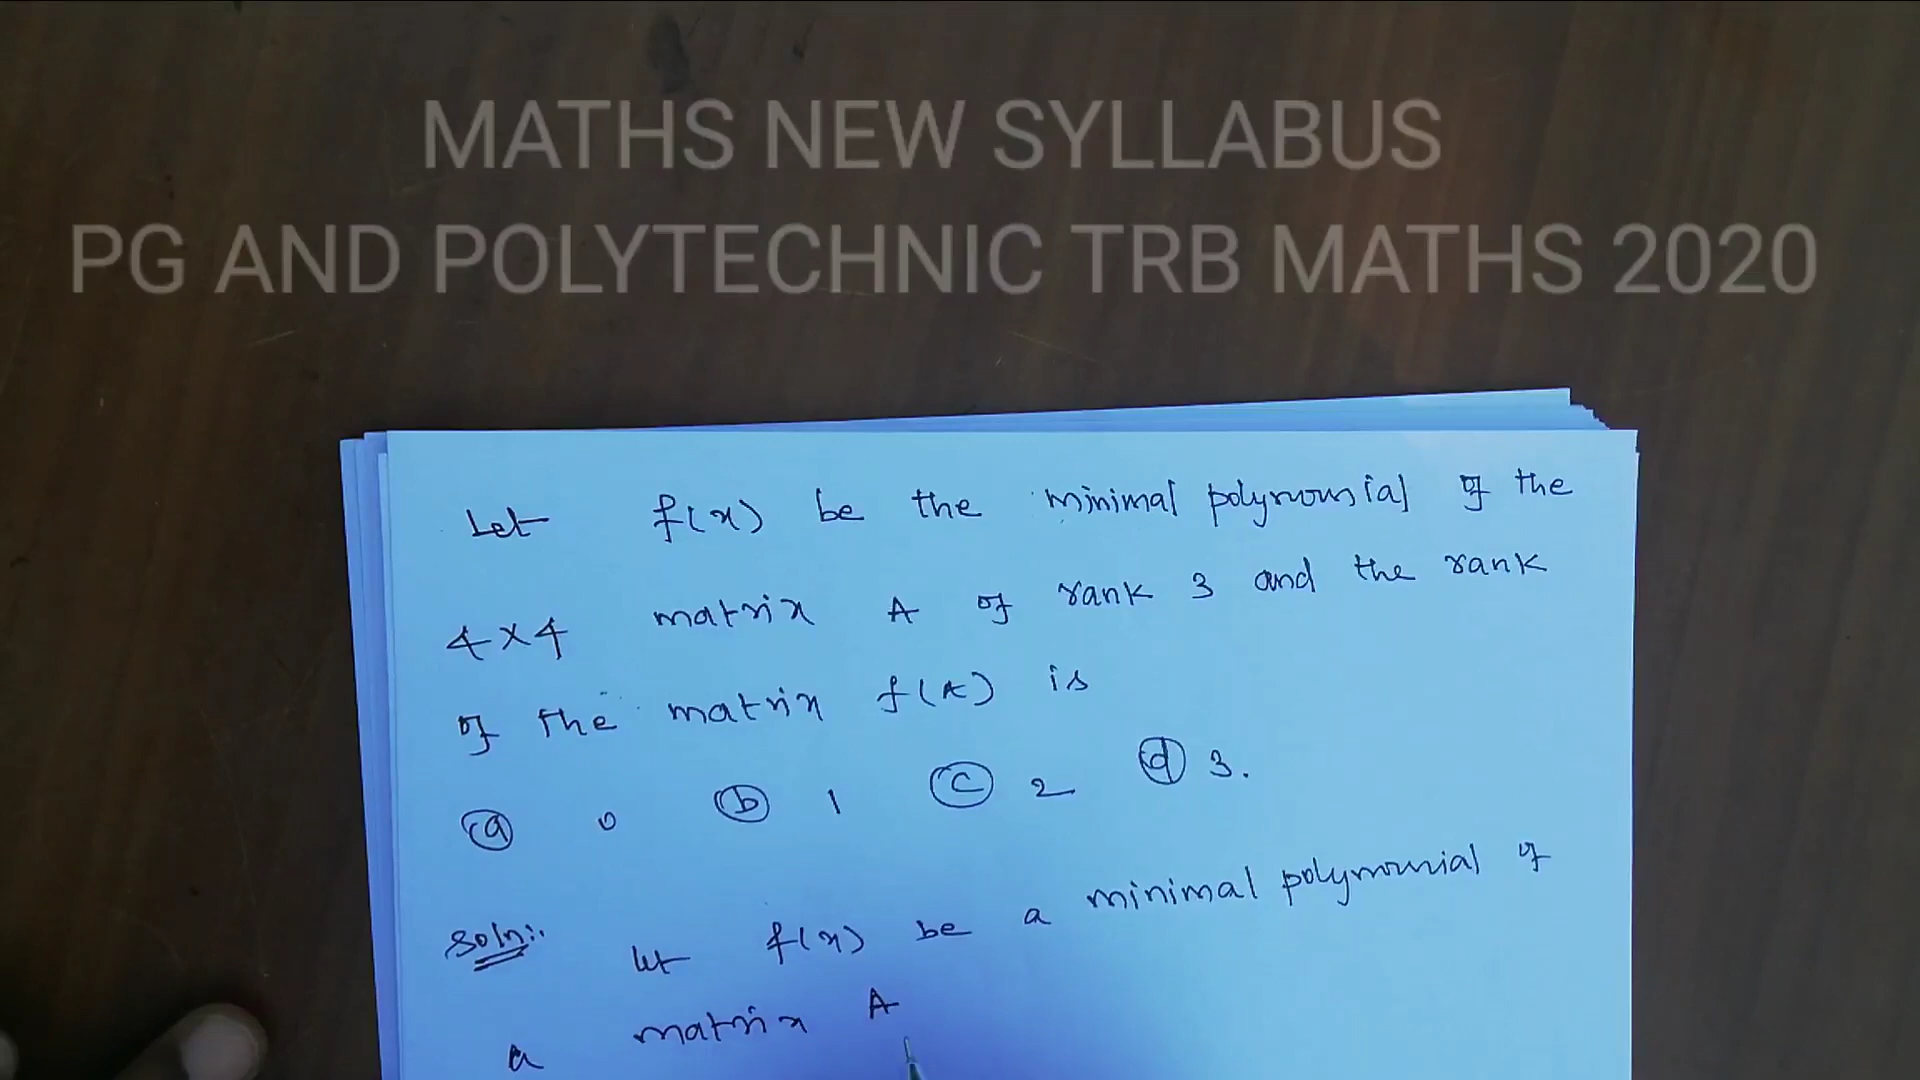 MATHS NEW SYLLABUS
PG AND POLYTECHNIC TRB MATHS 2020
Let f(x) be the minimal polynomial of the
4×4 matrix A of rank 3 and the rank
of the matrix f(A) is
(a) 0 (b) 1 (c) 2 (d) 3.
Soln:. let f(x) be a minimal polynomial of
a matrix A